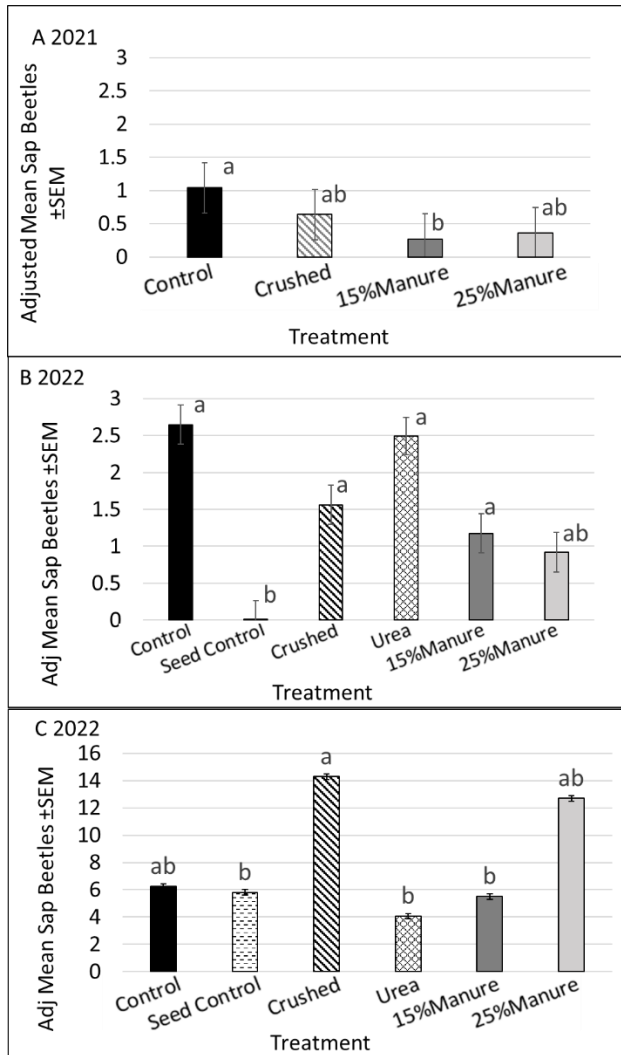 A 2021
Adjusted Mean Sap Beetles
±SEM
3
2.5
2
1.5
1
0.5
0
a
ab
b
ab
Control
Crushed
15%Manure
25%Manure
Treatment
B 2022
Adj Mean Sap Beetles ±SEM
3
2.5
2
1.5
1
0.5
0
a
b
a
a
a
ab
Control
Seed Control
Crushed
Urea
15%Manure
25%Manure
Treatment
C 2022
Adj Mean Sap Beetles ±SEM
16
14
12
10
8
6
4
2
0
ab
b
a
b
b
ab
Control
Seed Control
Crushed
Urea
15%Manure
25%Manure
Treatment